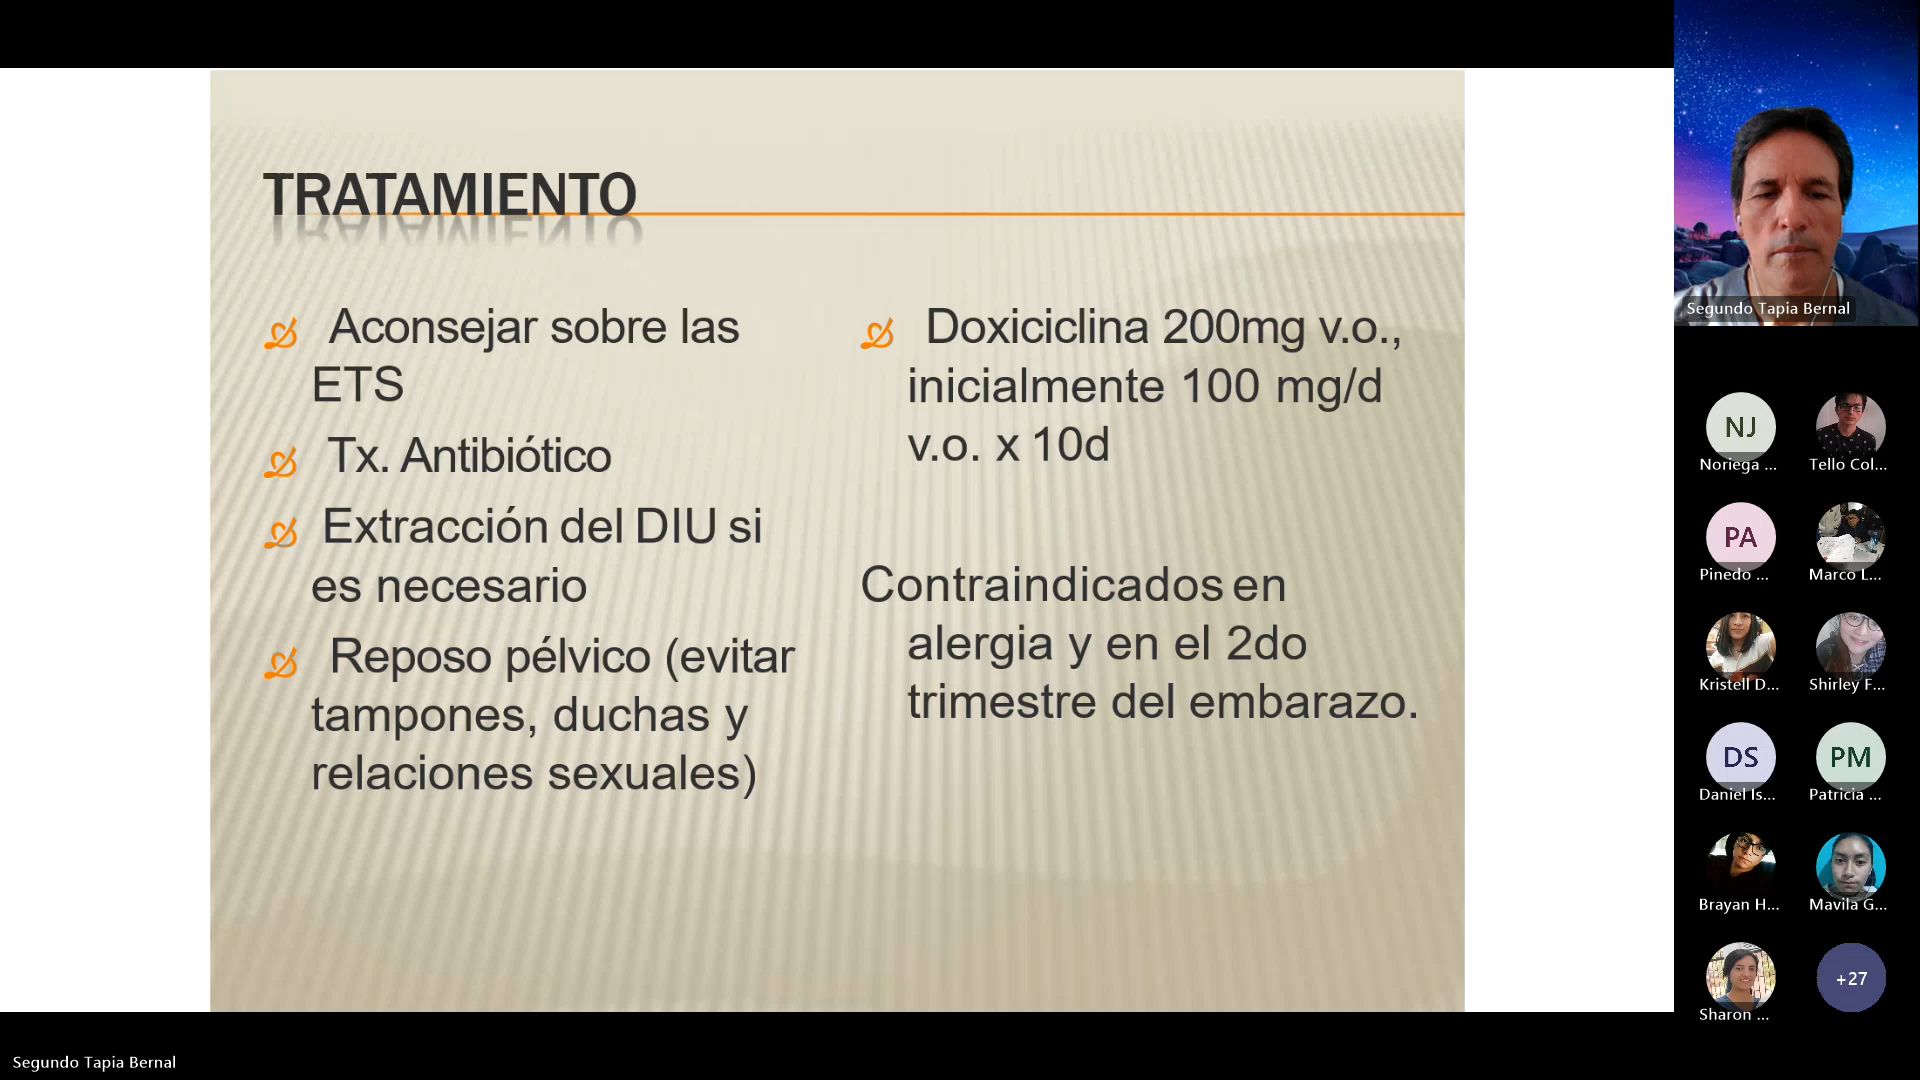 TRATAMIENTO
Aconsejar sobre las
ETS
Tx. Antibiótico
Extracción del DIU si
es necesario
Reposo pélvico (evitar
tampones, duchas y
relaciones sexuales)
Doxiciclina 200mg v.o.,
inicialmente 100 mg/d
v.o. x 10d
Contraindicados en
alergia y en el 2do
trimestre del embarazo.
Segundo Tapia Bernal
NJ
Noriega ...
Tello Col...
PA
Pinedo ...
Marco L...
Kristell D...
Shirley F...
DS
Daniel Is...
PM
Patricia ...
Brayan H...
Mavila G...
Sharon ...
+27
Segundo Tapia Bernal